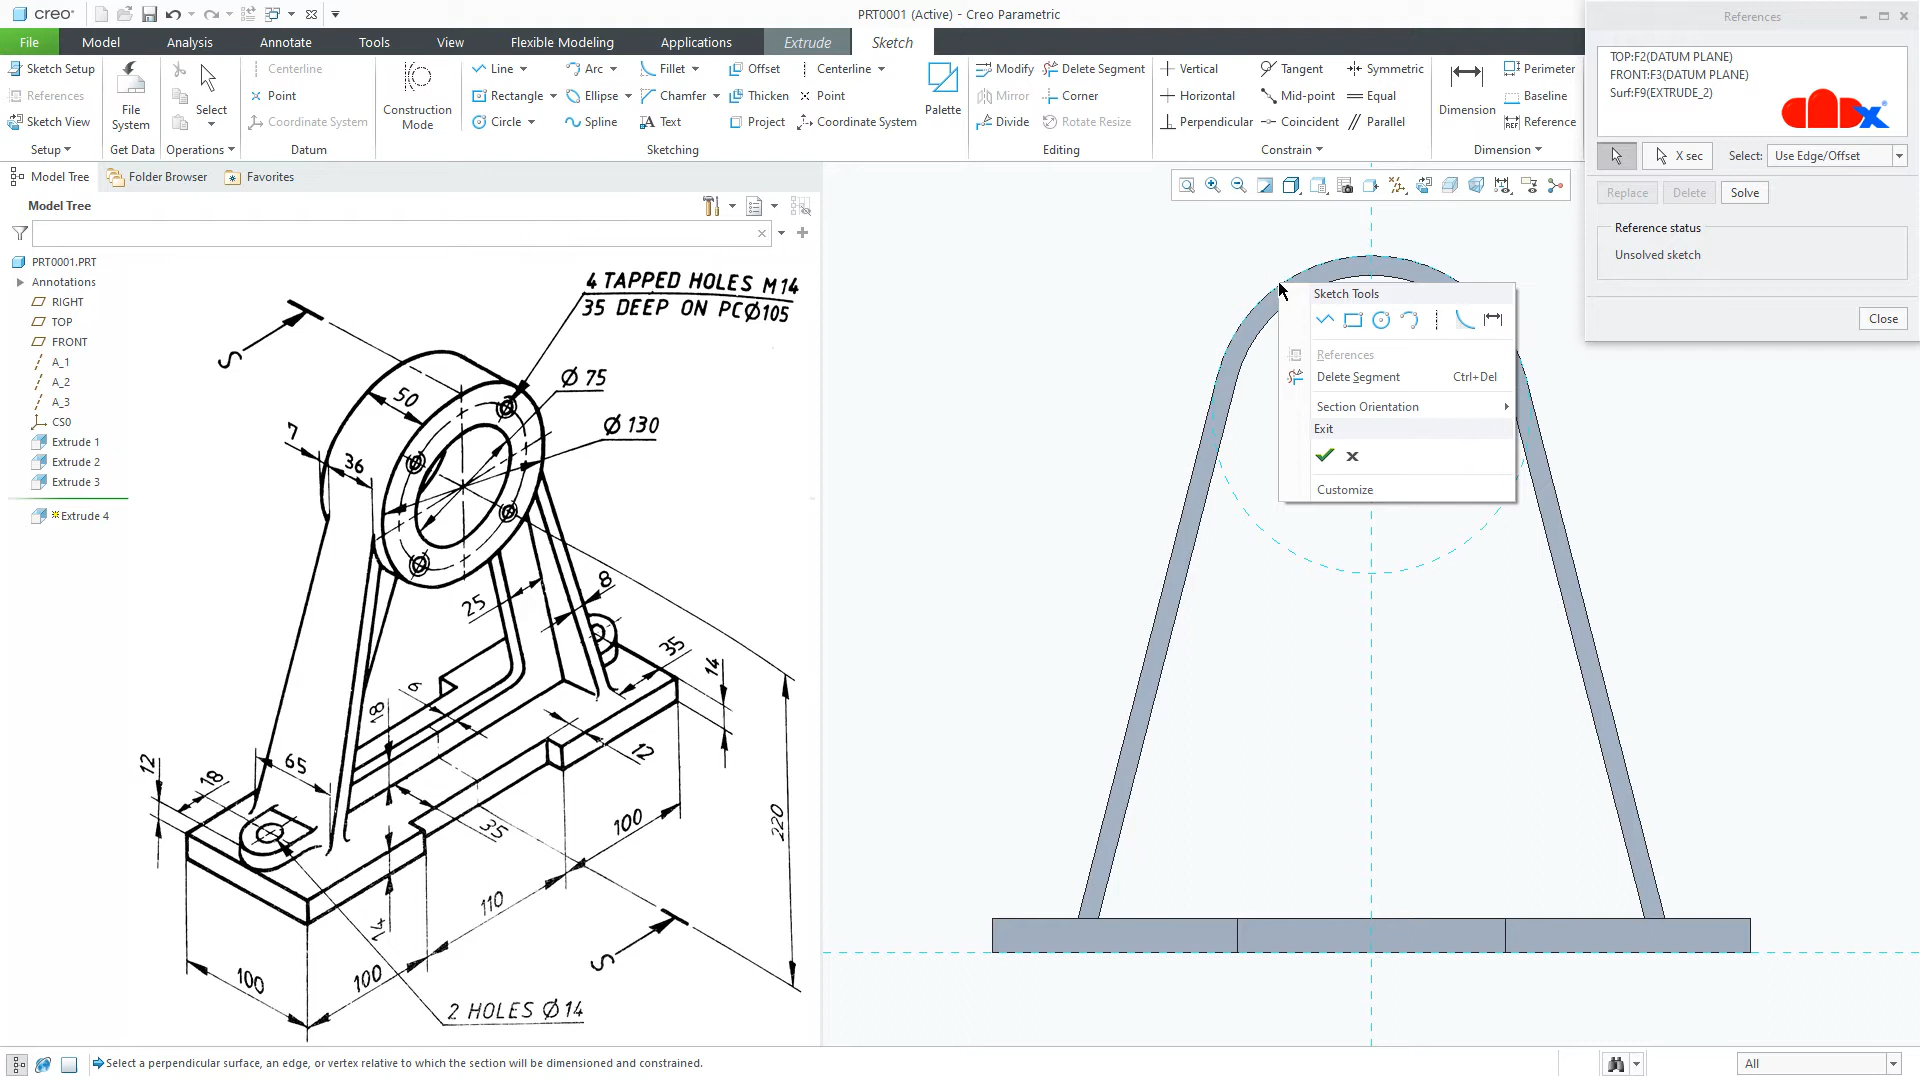 creo
PRT0001 (Active) - Creo Parametric
References
File
Model
Analysis
Annotate
Tools
View
Flexible Modeling
Applications
Extrude
Sketch
Sketch Setup
References
Sketch View
Setup
File System
Get Data
Select
Operations
Centerline
Point
Coordinate System
Datum
Construction Mode
Line
Arc
Fillet
Offset
Centerline
Rectangle
Ellipse
Chamfer
Thicken
Point
Circle
Spline
Text
Project
Coordinate System
Palette
Sketching
Modify
Delete Segment
Mirror
Corner
Divide
Rotate Resize
Editing
Vertical
Tangent
Symmetric
Horizontal
Mid-point
Equal
Perpendicular
Coincident
Parallel
Constrain
Dimension
Perimeter
Baseline
Reference
Dimension
TOP:F2(DATUM PLANE)
FRONT:F3(DATUM PLANE)
Surf:F9(EXTRUDE_2)
X sec
Select:
Use Edge/Offset
Replace
Delete
Solve
Reference status
Unsolved sketch
Close
Model Tree
Folder Browser
Favorites
Model Tree
PRT0001.PRT
Annotations
RIGHT
TOP
FRONT
A_1
A_2
A_3
CS0
Extrude 1
Extrude 2
Extrude 3
Extrude 4
4 TAPPED HOLES M14
35 DEEP ON PCØ105
S
Ø 75
50
Ø 130
7
36
25
8
35
14
6
18
12
12
18
65
35
100
220
110
14
100
100
S
2 HOLES Ø14
Sketch Tools
References
Delete Segment Ctrl+Del
Section Orientation
Exit
Customize
Select a perpendicular surface, an edge, or vertex relative to which the section will be dimensioned and constrained.
All